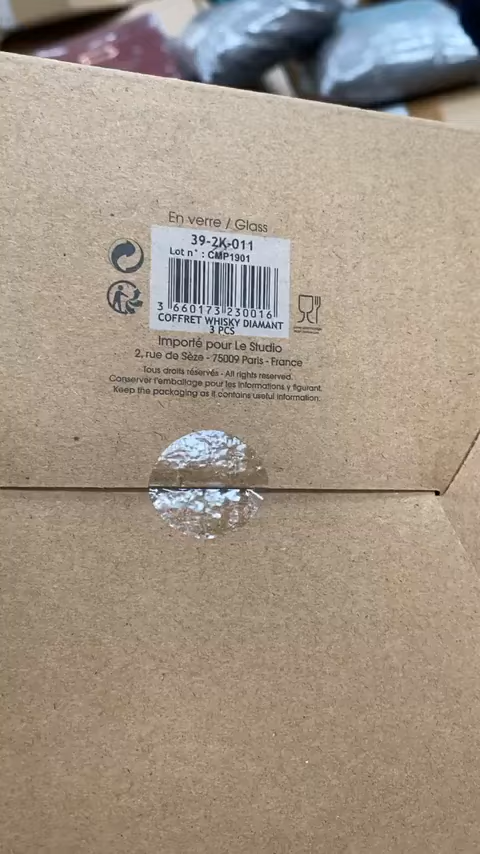 En verre / Glass
39-2K-011
Lot n° : CMP1901
3 660173 230016
COFFRET WHISKY DIAMANT
3 PCS
Importé pour Le Studio
2, rue de Sèze - 75009 Paris - France
Tous droits réservés - All rights reserved.
Conserver l'emballage pour les informations y figurant.
Keep the packaging as it contains useful information.